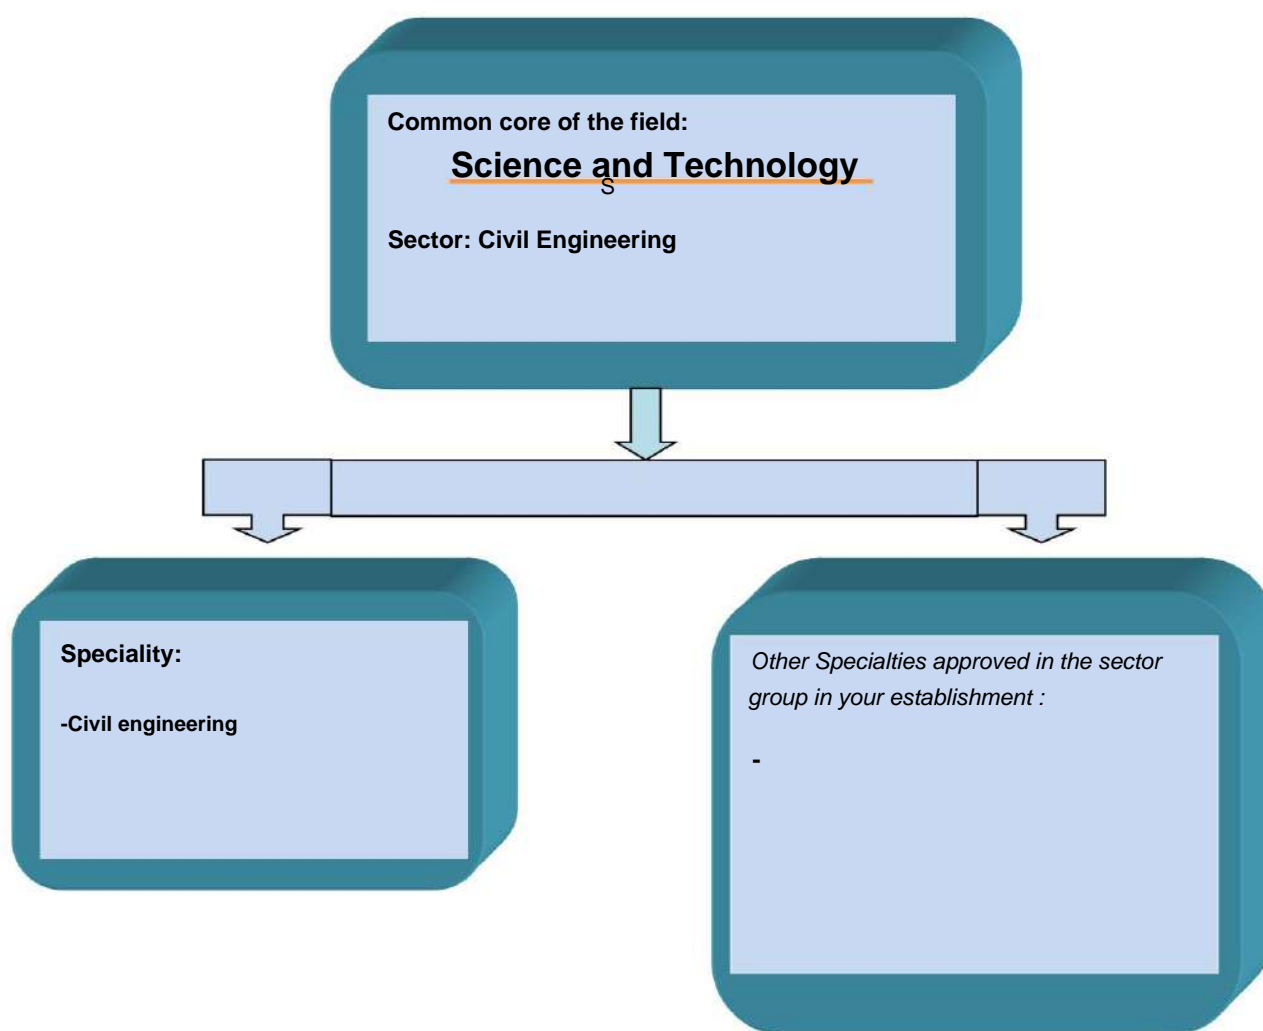 Common core of the field:
Science and Technology
S
Sector: Civil Engineering
Speciality:
-Civil engineering
Other Specialties approved in the sector
group in your establishment :
-